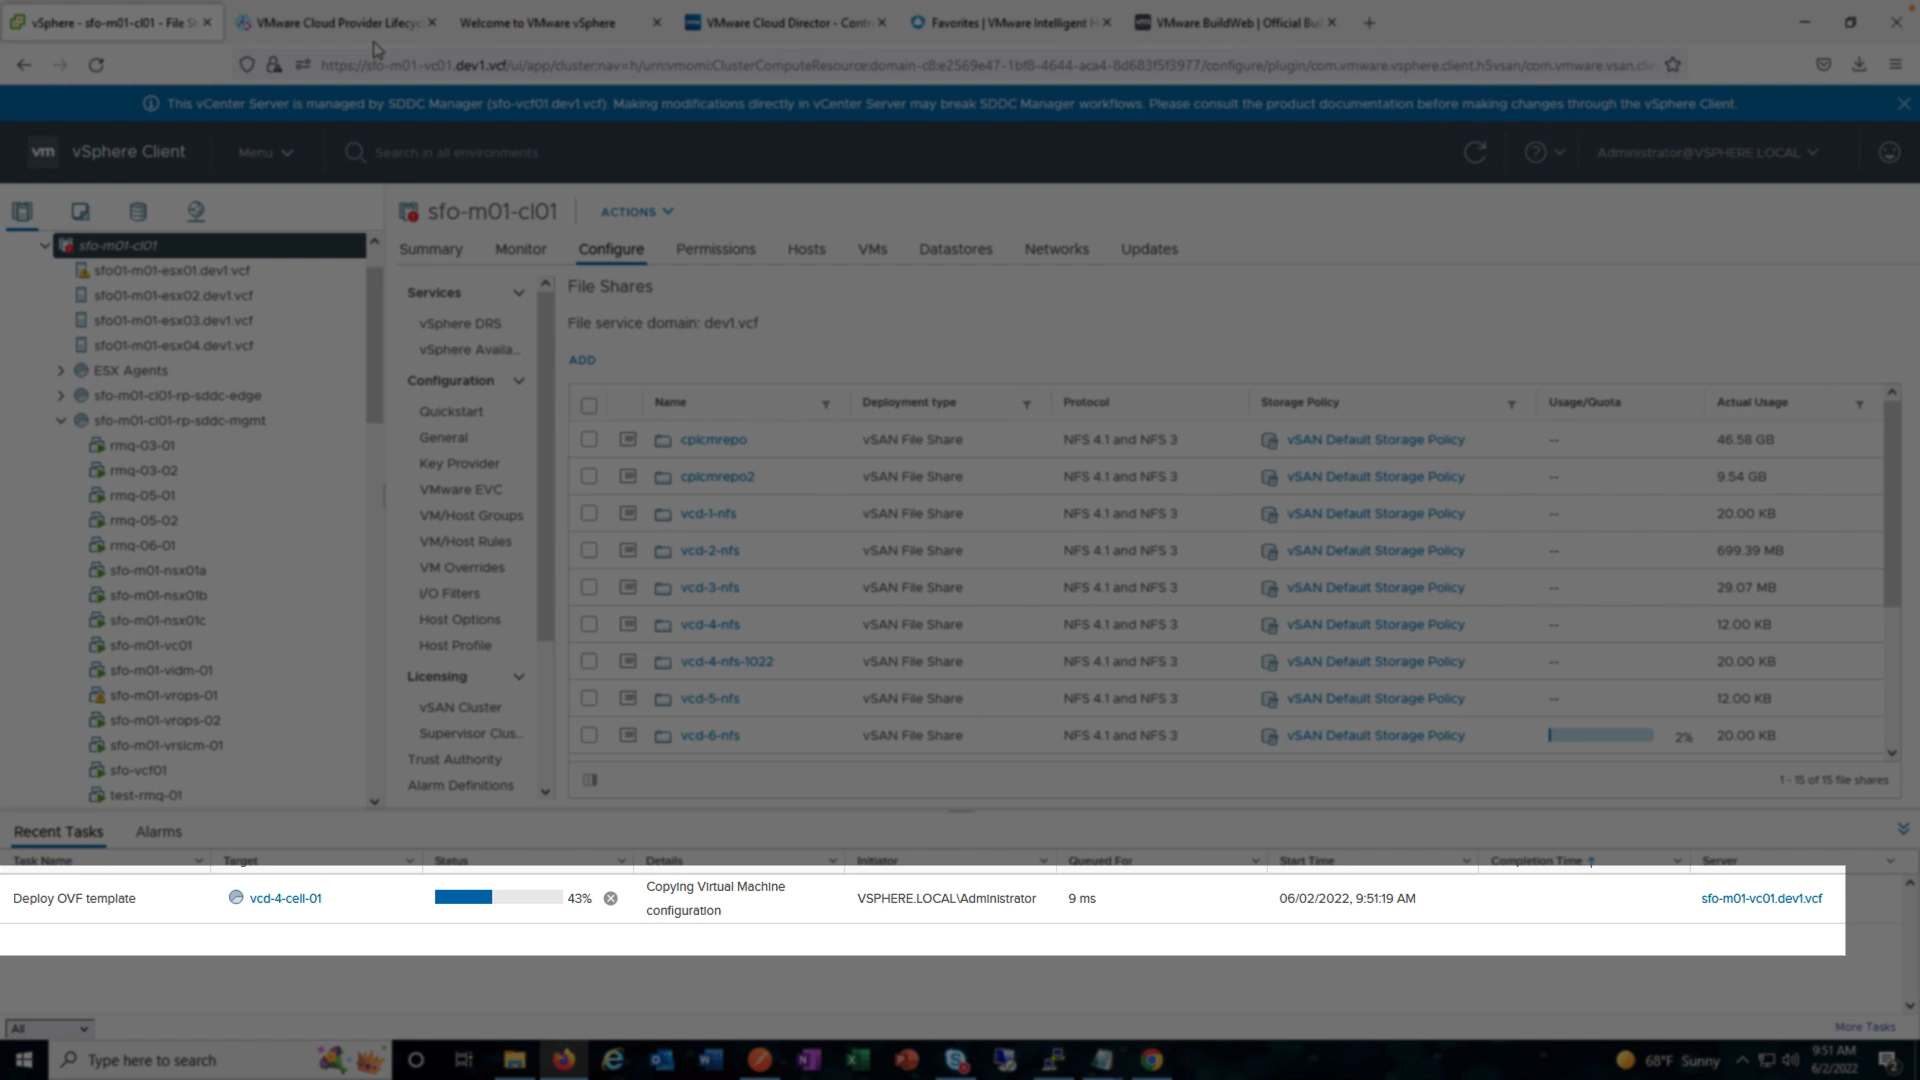 vSphere - sfo-m01-cl01 - File S
VMware Cloud Provider Lifecyc
Welcome to VMware vSphere
VMware Cloud Director - Contr
Favorites | VMware Intelligent H
VMware BuildWeb | Official Bui
https://sfo-m01-vc01.dev1.vcf/ui/app/cluster;nav=h/urn:vmomi:ClusterComputeResource:domain-c8:e2569e47-1bf8-4644-aca4-8d683f5f3977/configure/plugin/com.vmware.vsphere.client.h5vsan/com.vmware.vsan.clie
This vCenter Server is managed by SDDC Manager (sfo-vcf01.dev1.vcf). Making modifications directly in vCenter Server may break SDDC Manager workflows. Please consult the product documentation before making changes through the vSphere Client.
vm vSphere Client
Menu
Search in all environments
Administrator@VSPHERE.LOCAL
sfo-m01-cl01
sfo01-m01-esx01.dev1.vcf
sfo01-m01-esx02.dev1.vcf
sfo01-m01-esx03.dev1.vcf
sfo01-m01-esx04.dev1.vcf
ESX Agents
sfo-m01-cl01-rp-sddc-edge
sfo-m01-cl01-rp-sddc-mgmt
rmq-03-01
rmq-03-02
rmq-05-01
rmq-05-02
rmq-06-01
sfo-m01-nsx01a
sfo-m01-nsx01b
sfo-m01-nsx01c
sfo-m01-vc01
sfo-m01-vidm-01
sfo-m01-vrops-01
sfo-m01-vrops-02
sfo-m01-vrslcm-01
sfo-vcf01
test-rmq-01
sfo-m01-cl01
ACTIONS
Summary Monitor Configure Permissions Hosts VMs Datastores Networks Updates
Services
vSphere DRS
vSphere Availa...
Configuration
Quickstart
General
Key Provider
VMware EVC
VM/Host Groups
VM/Host Rules
VM Overrides
I/O Filters
Host Options
Host Profile
Licensing
vSAN Cluster
Supervisor Clus...
Trust Authority
Alarm Definitions
File Shares
File service domain: dev1.vcf
ADD
Name Deployment type Protocol Storage Policy Usage/Quota Actual Usage
cplcmrepo vSAN File Share NFS 4.1 and NFS 3 vSAN Default Storage Policy -- 46.58 GB
cplcmrepo2 vSAN File Share NFS 4.1 and NFS 3 vSAN Default Storage Policy -- 9.54 GB
vcd-1-nfs vSAN File Share NFS 4.1 and NFS 3 vSAN Default Storage Policy -- 20.00 KB
vcd-2-nfs vSAN File Share NFS 4.1 and NFS 3 vSAN Default Storage Policy -- 699.39 MB
vcd-3-nfs vSAN File Share NFS 4.1 and NFS 3 vSAN Default Storage Policy -- 29.07 MB
vcd-4-nfs vSAN File Share NFS 4.1 and NFS 3 vSAN Default Storage Policy -- 12.00 KB
vcd-4-nfs-1022 vSAN File Share NFS 4.1 and NFS 3 vSAN Default Storage Policy -- 20.00 KB
vcd-5-nfs vSAN File Share NFS 4.1 and NFS 3 vSAN Default Storage Policy -- 12.00 KB
vcd-6-nfs vSAN File Share NFS 4.1 and NFS 3 vSAN Default Storage Policy 2% 20.00 KB
1 - 15 of 15 file shares
Recent Tasks Alarms
Task Name Target Status Details Initiator Queued For Start Time Completion Time Server
Deploy OVF template vcd-4-cell-01 43% Copying Virtual Machine configuration VSPHERE.LOCAL\Administrator 9 ms 06/02/2022, 9:51:19 AM sfo-m01-vc01.dev1.vcf
All
More Tasks
Type here to search
68°F Sunny
9:51 AM
6/2/2022
2